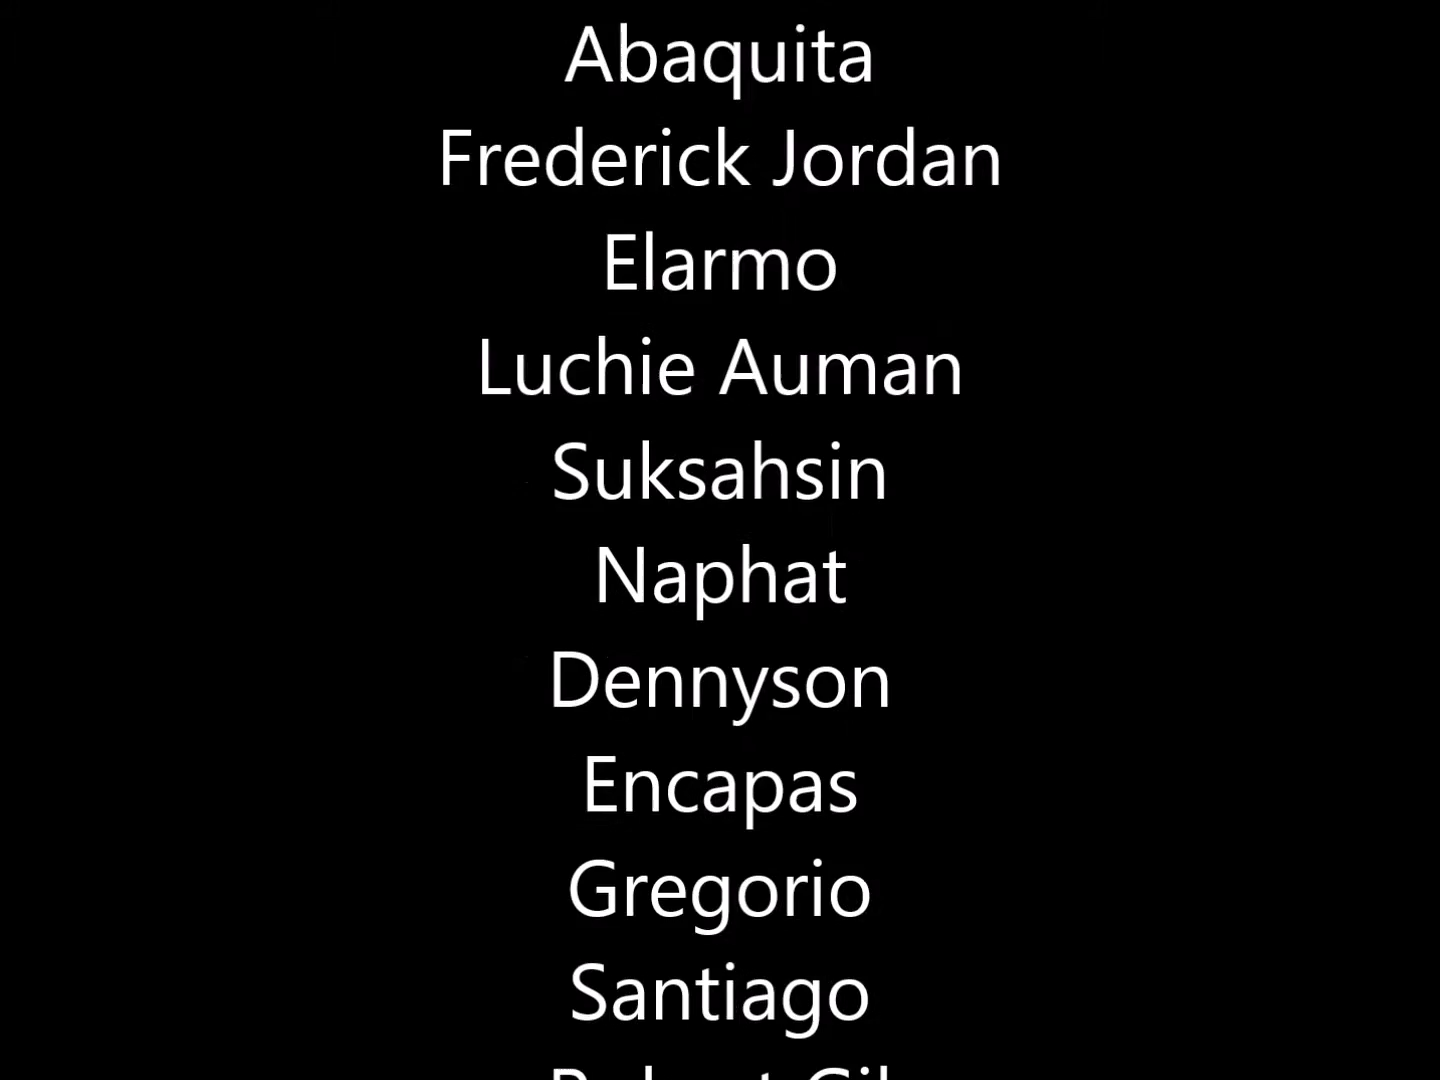 Abaquita
Frederick Jordan
Elarmo
Luchie Auman
Suksahsin
Naphat
Dennyson
Encapas
Gregorio
Santiago